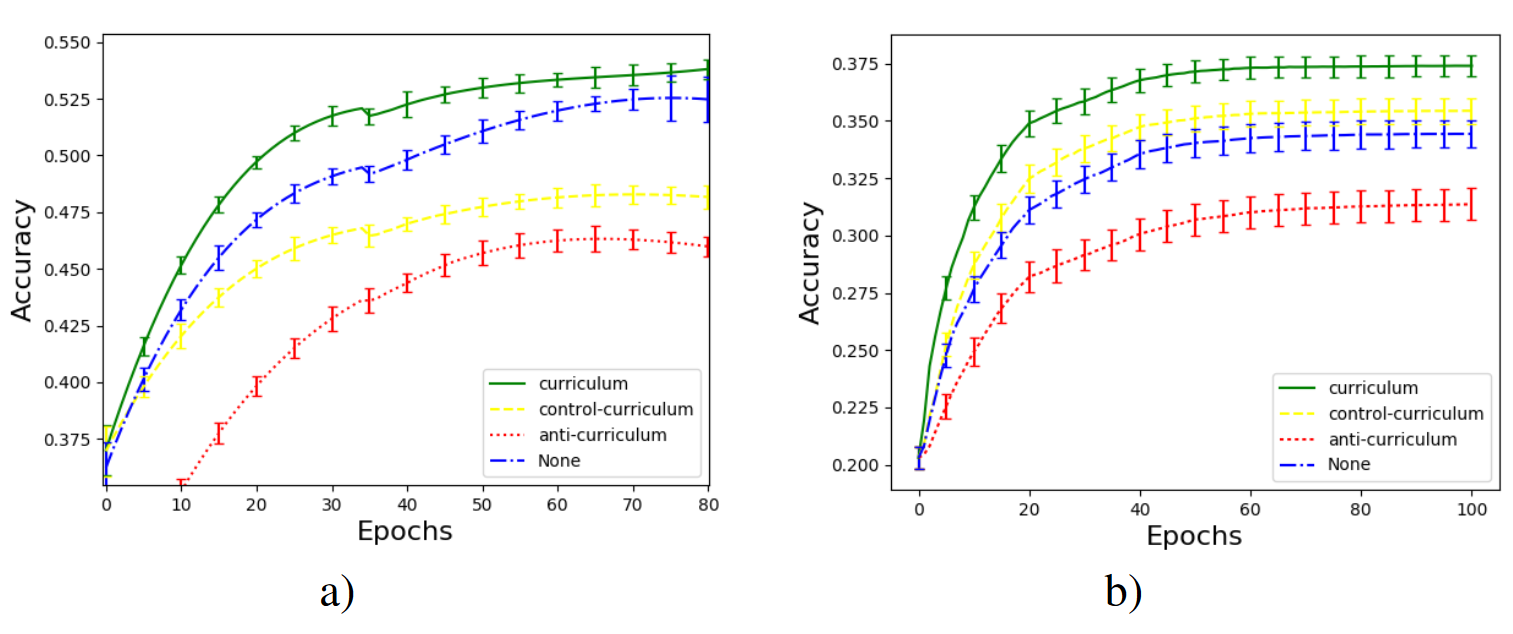 0.550
0.525
0.500
0.475
0.450
0.425
0.400
0.375
Accuracy
0 10 20 30 40 50 60 70 80
Epochs
curriculum
control-curriculum
anti-curriculum
None
a)
0.375
0.350
0.325
0.300
0.275
0.250
0.225
0.200
Accuracy
0 20 40 60 80 100
Epochs
curriculum
control-curriculum
anti-curriculum
None
b)